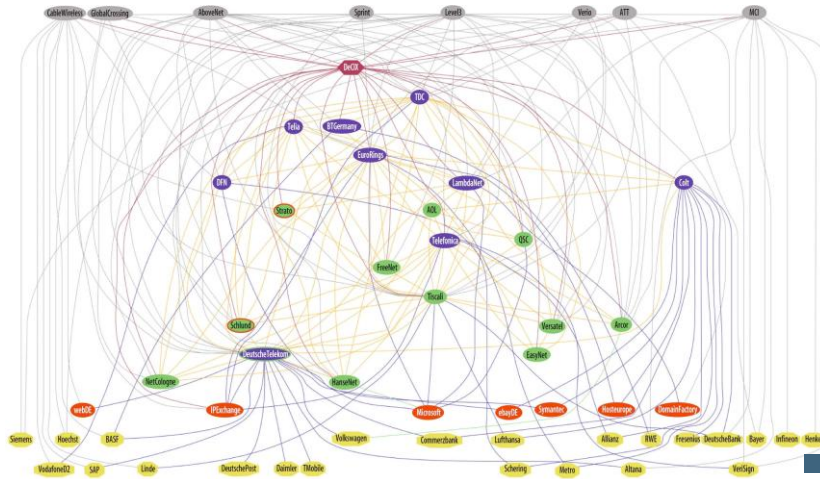 CableWireless GlobalCrossing AboveNet Sprint Level3 Verio ATT MCI
DeCIX
TDC
Telia BTGermany
EuroRings
DFN LambdaNet Colt
Strato AOL
Telefonica QSC
FreeNet
Tiscali
Schlund Versatel Arcor
DeutscheTelekom EasyNet
NetCologne HanseNet
webDE IPExchange Microsoft ebayDE Symantec Hosteurope DomainFactory
Siemens Hoechst BASF Volkswagen Commerzbank Lufthansa Allianz RWE Fresenius DeutscheBank Bayer Infineon Henkel
VodafoneD2 SAP Linde DeutschePost Daimler TMobile Schering Metro Altana VeriSign